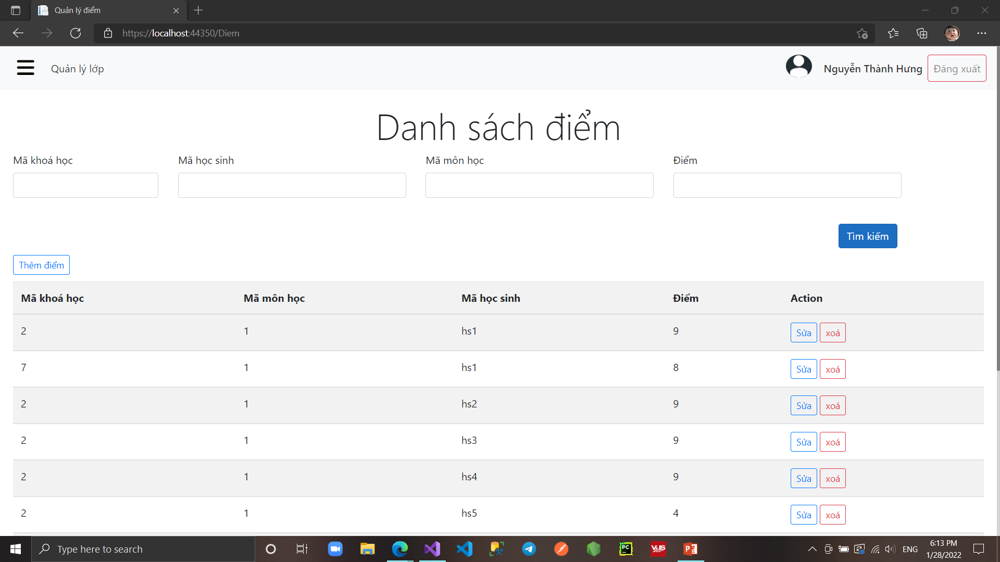 Quản lý điểm
https://localhost:44350/Diem
Quản lý lớp
Nguyễn Thành Hưng
Đăng xuất
Danh sách điểm
Mã khoá học Mã học sinh Mã môn học Điểm
Tìm kiếm
Thêm điểm
Mã khoá học Mã môn học Mã học sinh Điểm Action
2 1 hs1 9 Sửa xoá
7 1 hs1 8 Sửa xoá
2 1 hs2 9 Sửa xoá
2 1 hs3 9 Sửa xoá
2 1 hs4 9 Sửa xoá
2 1 hs5 4 Sửa xoá
Type here to search
PC
VUS
P
ENG
6:13 PM
1/28/2022